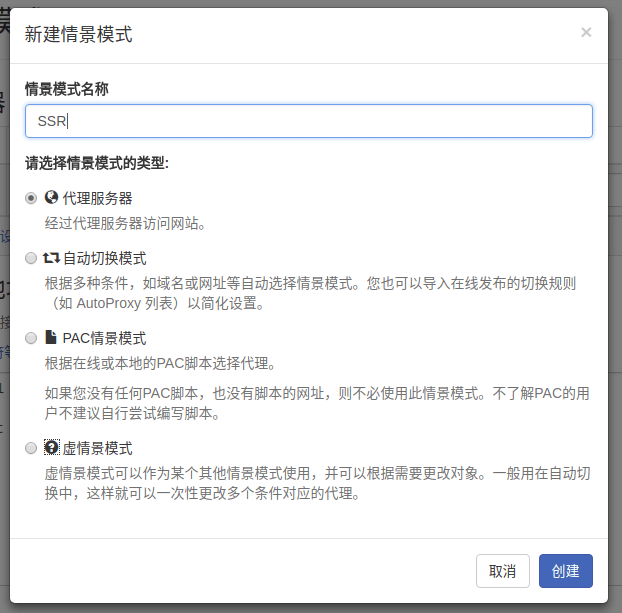 新建情景模式
×
情景模式名称
SSR
请选择情景模式的类型:
代理服务器
经过代理服务器访问网站。
自动切换模式
根据多种条件，如域名或网址等自动选择情景模式。您也可以导入在线发布的切换规则
（如 AutoProxy 列表）以简化设置。
PAC情景模式
根据在线或本地的PAC脚本选择代理。
如果您没有任何PAC脚本，也没有脚本的网址，则不必使用此情景模式。不了解PAC的用
户不建议自行尝试编写脚本。
虚情景模式
虚情景模式可以作为某个其他情景模式使用，并可以根据需要更改对象。一般用在自动切
换中，这样就可以一次性更改多个条件对应的代理。
取消
创建